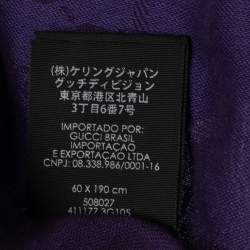 (株)ケリングジャパン
グッチディビジョン
東京都港区北青山
3丁目6番7号
IMPORTADO POR:
GUCCI BRASIL
IMPORTAÇÃO
E EXPORTAÇAO LTDA
CNPJ: 08.338.986/0001-16
60 X 190 cm
508027
411177 3G105